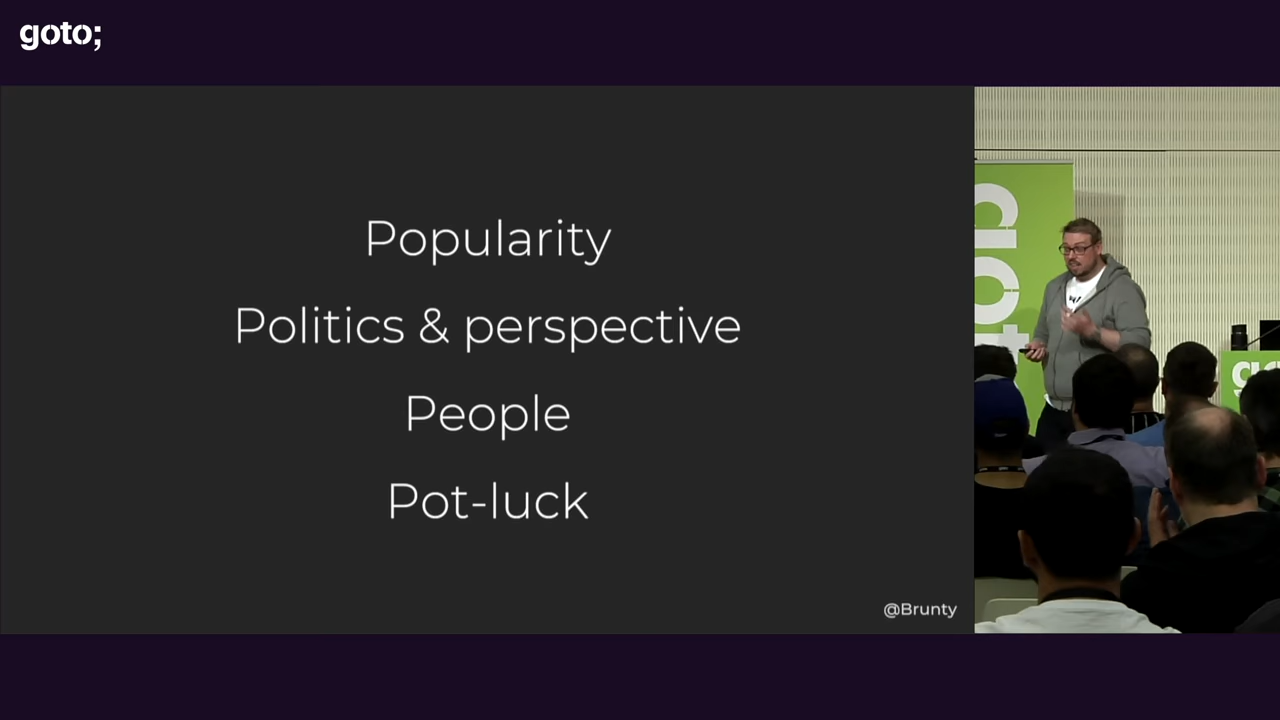 goto;
Popularity
Politics & perspective
People
Pot-luck
@Brunty